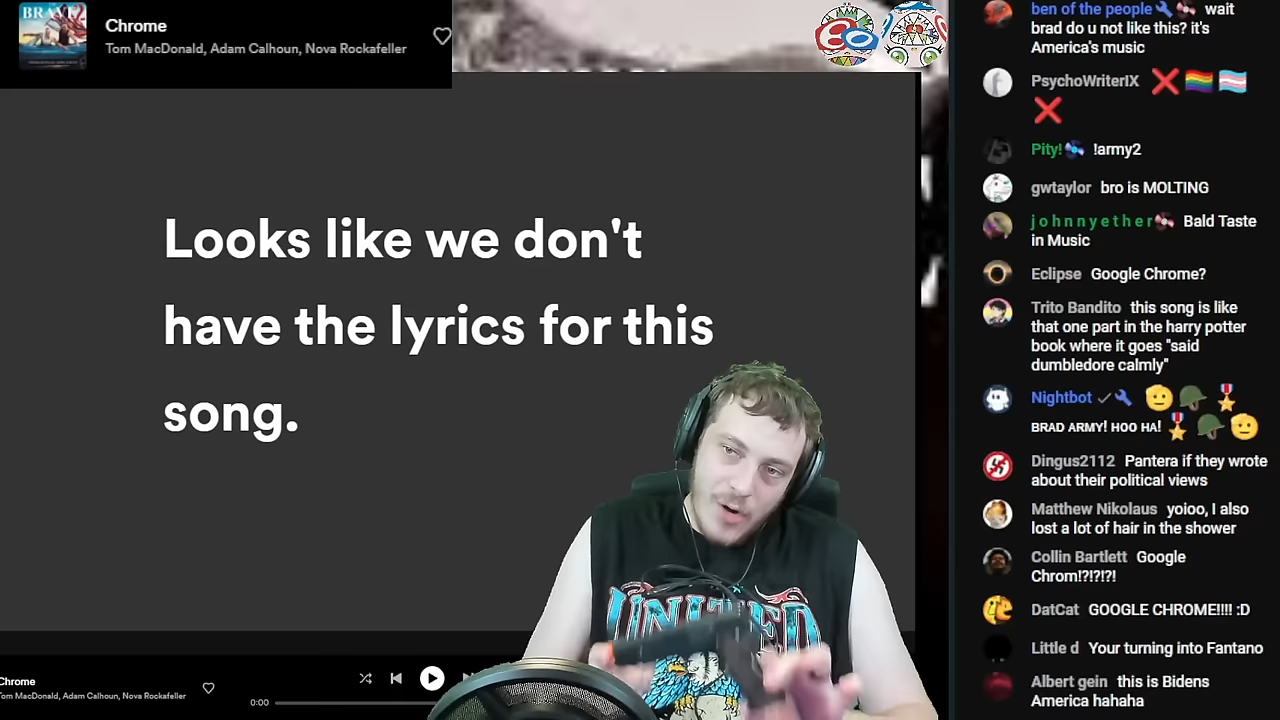 BRAVE
Chrome
Tom MacDonald, Adam Calhoun, Nova Rockafeller
Looks like we don't
have the lyrics for this
song.
UNITED
Chrome
Tom MacDonald, Adam Calhoun, Nova Rockafeller
0:00
ben of the people wait
brad do u not like this? it's
America's music
PsychoWriterIX ❌ 🏳️‍🌈 🏳️‍⚧️
❌
Pity! !army2
gwtaylor bro is MOLTING
johnnyether Bald Taste
in Music
Eclipse Google Chrome?
Trito Bandito this song is like
that one part in the harry potter
book where it goes "said
dumbledore calmly"
Nightbot 🫡 🪖 🎖️
BRAD ARMY! HOO HA! 🎖️ 🪖 🫡
Dingus2112 Pantera if they wrote
about their political views
Matthew Nikolaus yoioo, I also
lost a lot of hair in the shower
Collin Bartlett Google
Chrom!?!?!?!
DatCat GOOGLE CHROME!!!! :D
Little d Your turning into Fantano
Albert gein this is Bidens
America hahaha